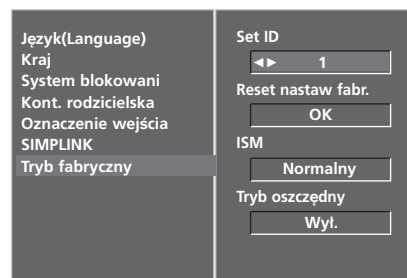 Język(Language)
Kraj
System blokowani
Kont. rodzicielska
Oznaczenie wejścia
SIMPLINK
Tryb fabryczny
Set ID
◄► 1
Reset nastaw fabr.
OK
ISM
Normalny
Tryb oszczędny
Wył.